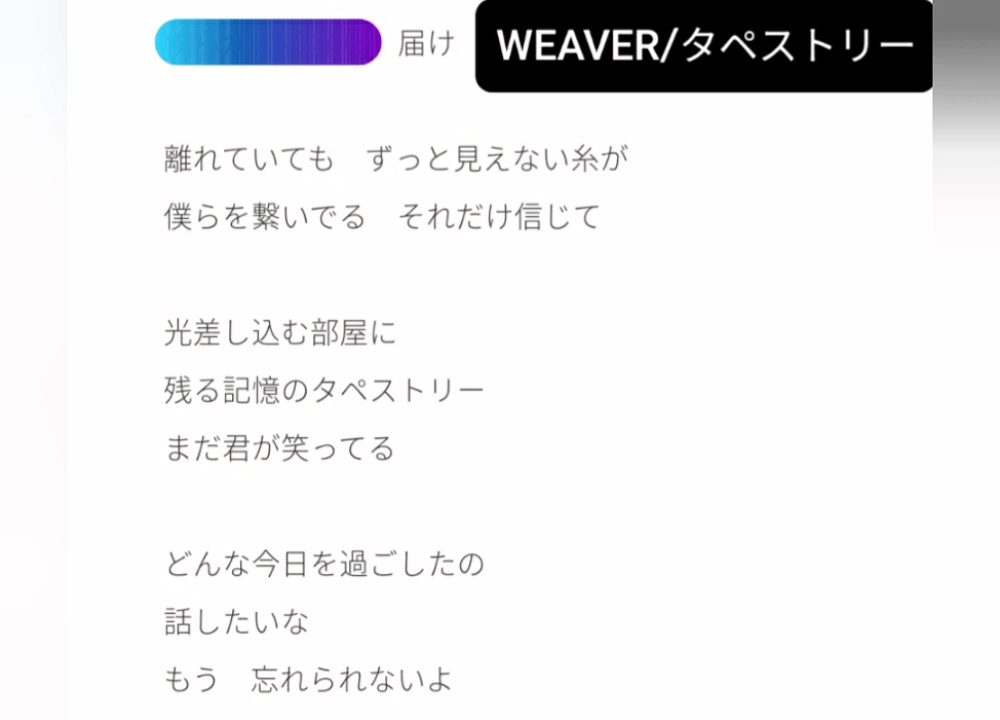 届け
WEAVER/タペストリー
離れていても　ずっと見えない糸が
僕らを繋いでる　それだけ信じて
光差し込む部屋に
残る記憶のタペストリー
まだ君が笑ってる
どんな今日を過ごしたの
話したいな
もう　忘れられないよ